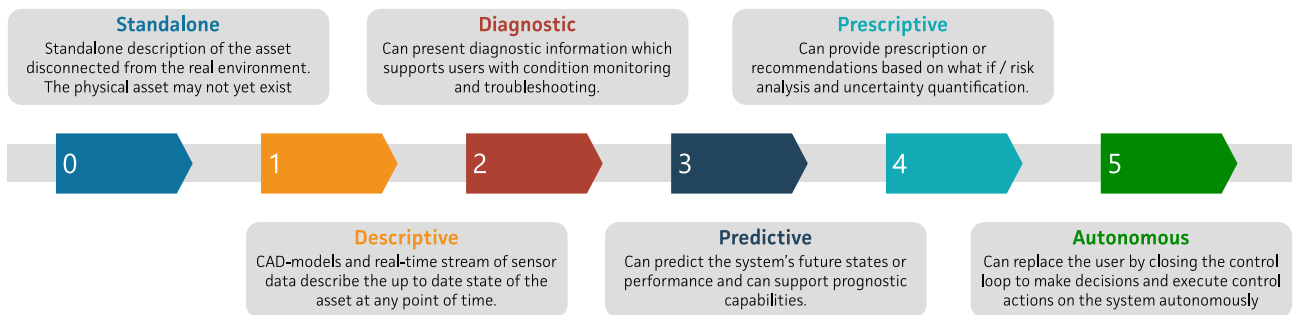 Standalone
Standalone description of the asset
disconnected from the real environment.
The physical asset may not yet exist
Diagnostic
Can present diagnostic information which
supports users with condition monitoring
and troubleshooting.
Prescriptive
Can provide prescription or
recommendations based on what if / risk
analysis and uncertainty quantification.
0
1
2
3
4
5
Descriptive
CAD-models and real-time stream of sensor
data describe the up to date state of the
asset at any point of time.
Predictive
Can predict the system's future states or
performance and can support prognostic
capabilities.
Autonomous
Can replace the user by closing the control
loop to make decisions and execute control
actions on the system autonomously